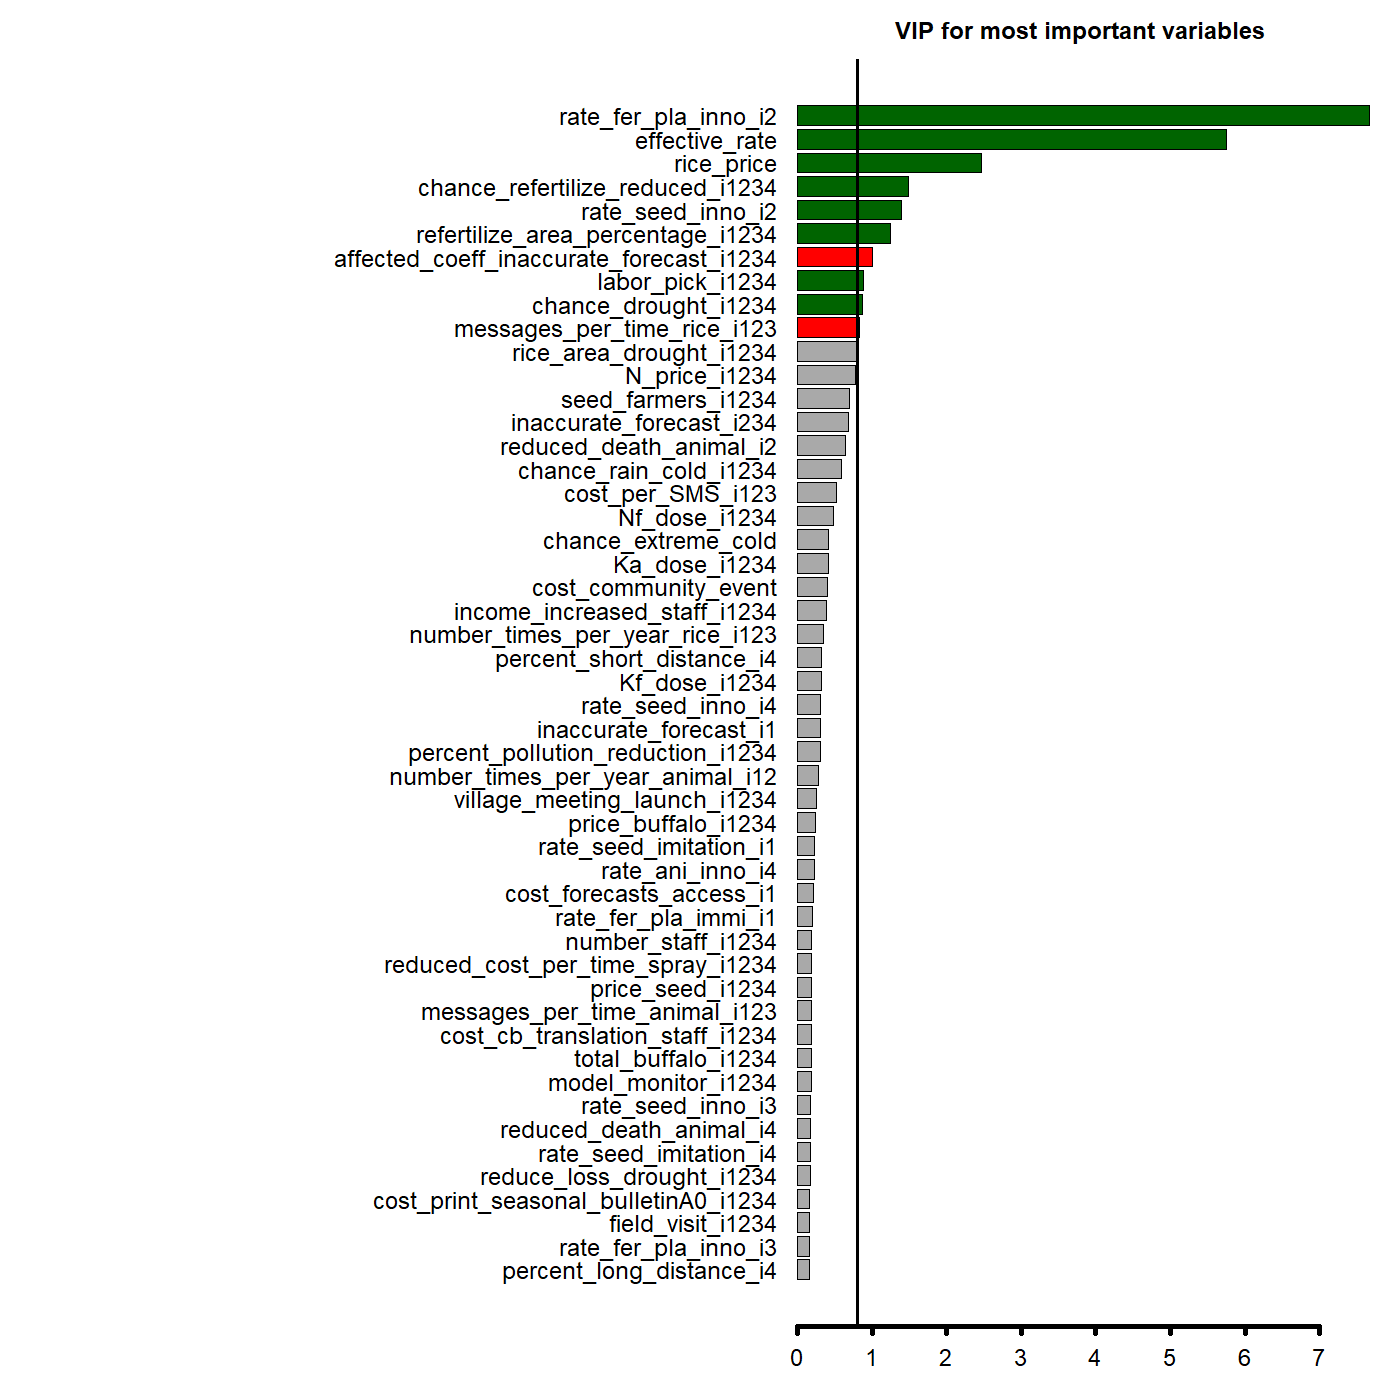 VIP for most important variables
rate_fer_pla_inno_i2
effective_rate
rice_price
chance_refertilize_reduced_i1234
rate_seed_inno_i2
refertilize_area_percentage_i1234
affected_coeff_inaccurate_forecast_i1234
labor_pick_i1234
chance_drought_i1234
messages_per_time_rice_i123
rice_area_drought_i1234
N_price_i1234
seed_farmers_i1234
inaccurate_forecast_i234
reduced_death_animal_i2
chance_rain_cold_i1234
cost_per_SMS_i123
Nf_dose_i1234
chance_extreme_cold
Ka_dose_i1234
cost_community_event
income_increased_staff_i1234
number_times_per_year_rice_i123
percent_short_distance_i4
Kf_dose_i1234
rate_seed_inno_i4
inaccurate_forecast_i1
percent_pollution_reduction_i1234
number_times_per_year_animal_i12
village_meeting_launch_i1234
price_buffalo_i1234
rate_seed_imitation_i1
rate_ani_inno_i4
cost_forecasts_access_i1
rate_fer_pla_immi_i1
number_staff_i1234
reduced_cost_per_time_spray_i1234
price_seed_i1234
messages_per_time_animal_i123
cost_cb_translation_staff_i1234
total_buffalo_i1234
model_monitor_i1234
rate_seed_inno_i3
reduced_death_animal_i4
rate_seed_imitation_i4
reduce_loss_drought_i1234
cost_print_seasonal_bulletinA0_i1234
field_visit_i1234
rate_fer_pla_inno_i3
percent_long_distance_i4
0 1 2 3 4 5 6 7